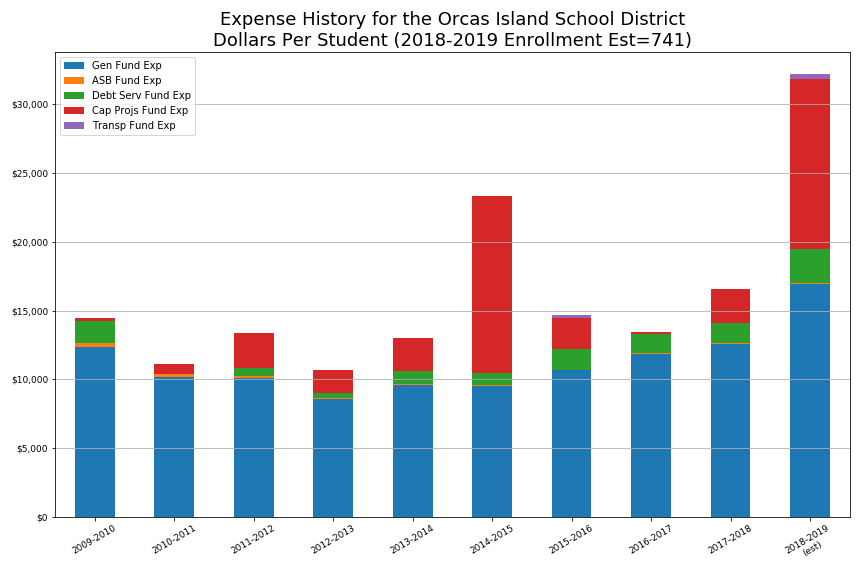 Expense History for the Orcas Island School District
Dollars Per Student (2018-2019 Enrollment Est=741)
Gen Fund Exp
ASB Fund Exp
Debt Serv Fund Exp
Cap Projs Fund Exp
Transp Fund Exp
$30,000
$25,000
$20,000
$15,000
$10,000
$5,000
$0
2009-2010
2010-2011
2011-2012
2012-2013
2013-2014
2014-2015
2015-2016
2016-2017
2017-2018
2018-2019
(est)